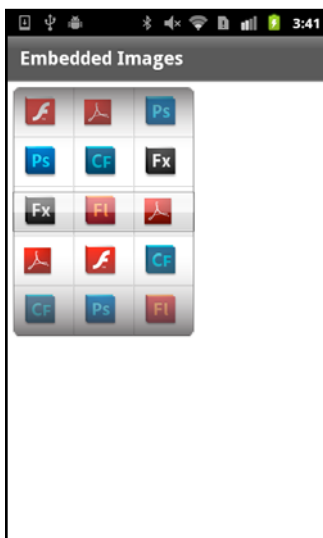 3:41
Embedded Images
Ps
Ps CF Fx
Fx Fl
CF
CF Ps Fl